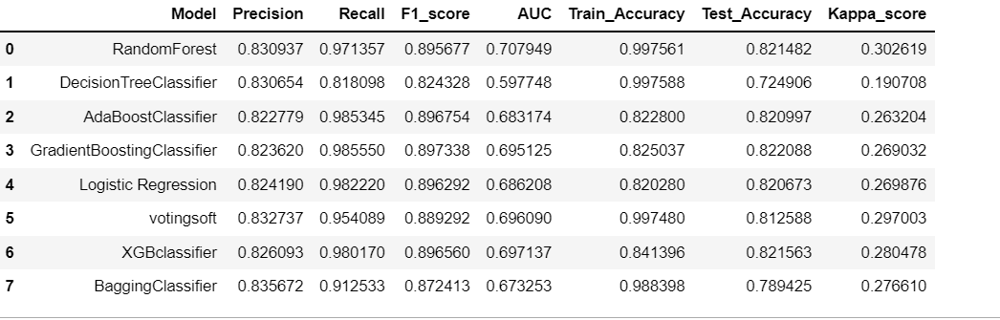 Model Precision Recall F1_score AUC Train_Accuracy Test_Accuracy Kappa_score
0 RandomForest 0.830937 0.971357 0.895677 0.707949 0.997561 0.821482 0.302619
1 DecisionTreeClassifier 0.830654 0.818098 0.824328 0.597748 0.997588 0.724906 0.190708
2 AdaBoostClassifier 0.822779 0.985345 0.896754 0.683174 0.822800 0.820997 0.263204
3 GradientBoostingClassifier 0.823620 0.985550 0.897338 0.695125 0.825037 0.822088 0.269032
4 Logistic Regression 0.824190 0.982220 0.896292 0.686208 0.820280 0.820673 0.269876
5 votingsoft 0.832737 0.954089 0.889292 0.696090 0.997480 0.812588 0.297003
6 XGBclassifier 0.826093 0.980170 0.896560 0.697137 0.841396 0.821563 0.280478
7 BaggingClassifier 0.835672 0.912533 0.872413 0.673253 0.988398 0.789425 0.276610